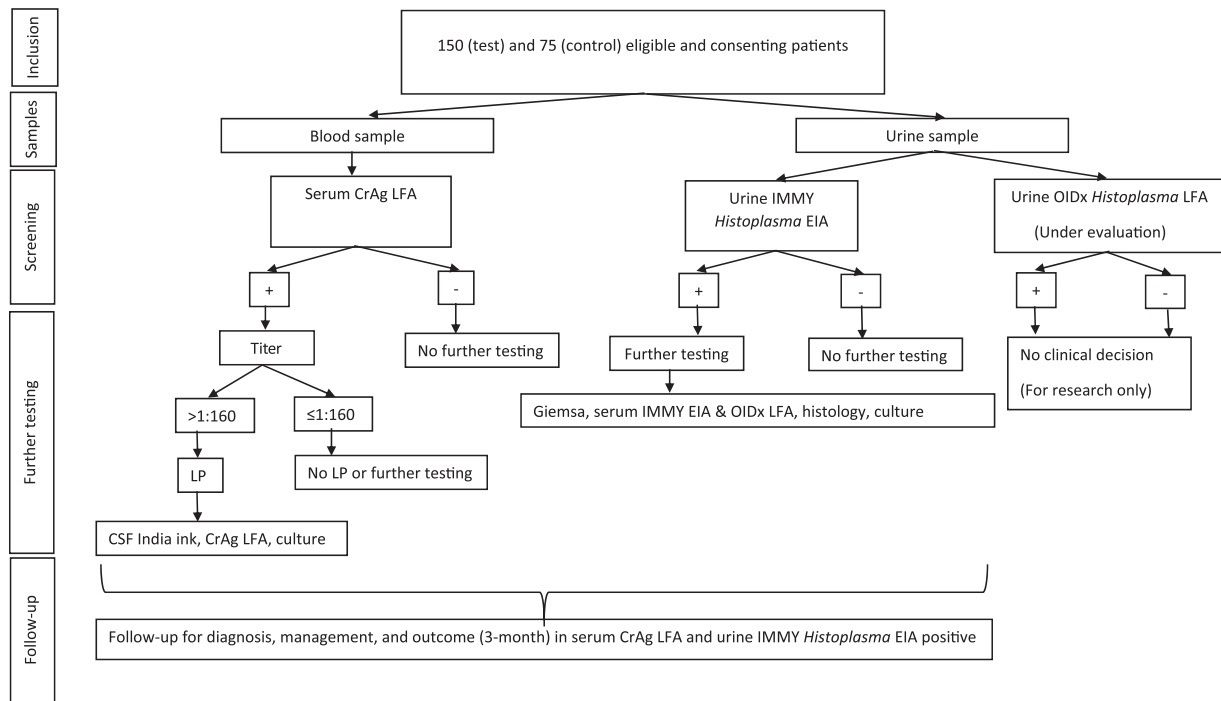 Inclusion
150 (test) and 75 (control) eligible and consenting patients
Samples
Blood sample
Urine sample
Screening
Serum CrAg LFA
Urine IMMY
Histoplasma EIA
Urine OIDx Histoplasma LFA
(Under evaluation)
+
-
+
-
+
-
Further testing
Titer
No further testing
Further testing
No further testing
No clinical decision
(For research only)
>1:160
≤1:160
Giemsa, serum IMMY EIA & OIDx LFA, histology, culture
LP
No LP or further testing
CSF India ink, CrAg LFA, culture
Follow-up
Follow-up for diagnosis, management, and outcome (3-month) in serum CrAg LFA and urine IMMY Histoplasma EIA positive